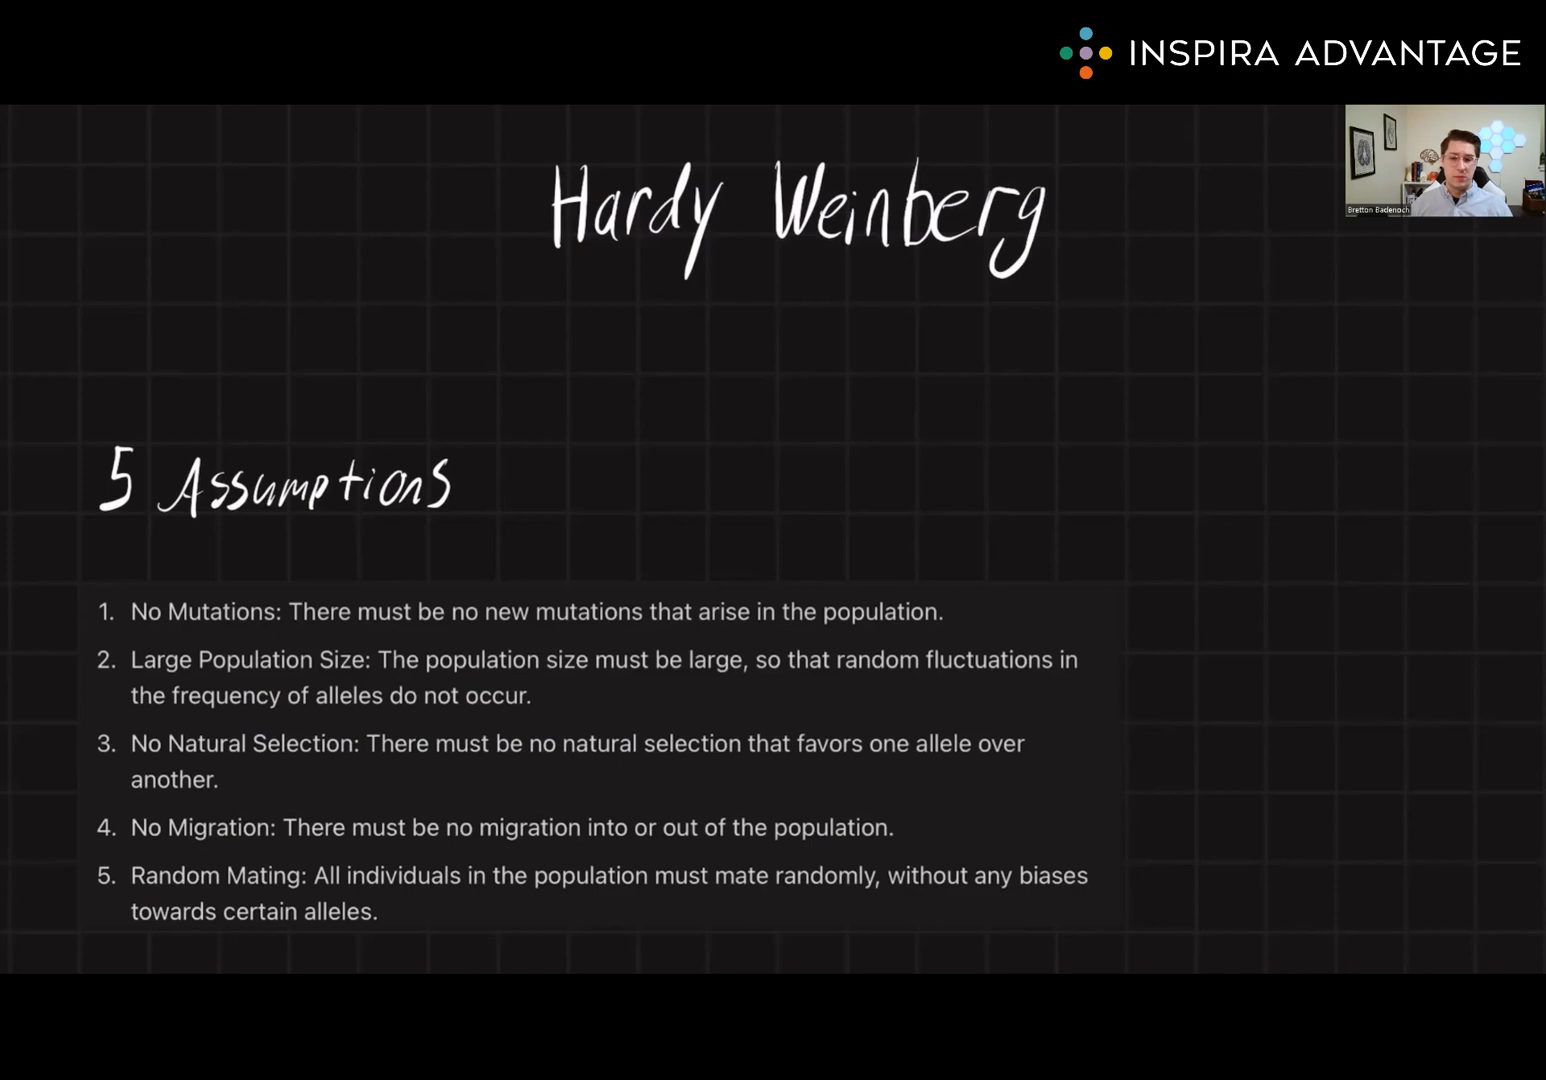 INSPIRA ADVANTAGE
Bretton Badenoch
Hardy Weinberg
5 Assumptions
1. No Mutations: There must be no new mutations that arise in the population.
2. Large Population Size: The population size must be large, so that random fluctuations in
the frequency of alleles do not occur.
3. No Natural Selection: There must be no natural selection that favors one allele over
another.
4. No Migration: There must be no migration into or out of the population.
5. Random Mating: All individuals in the population must mate randomly, without any biases
towards certain alleles.